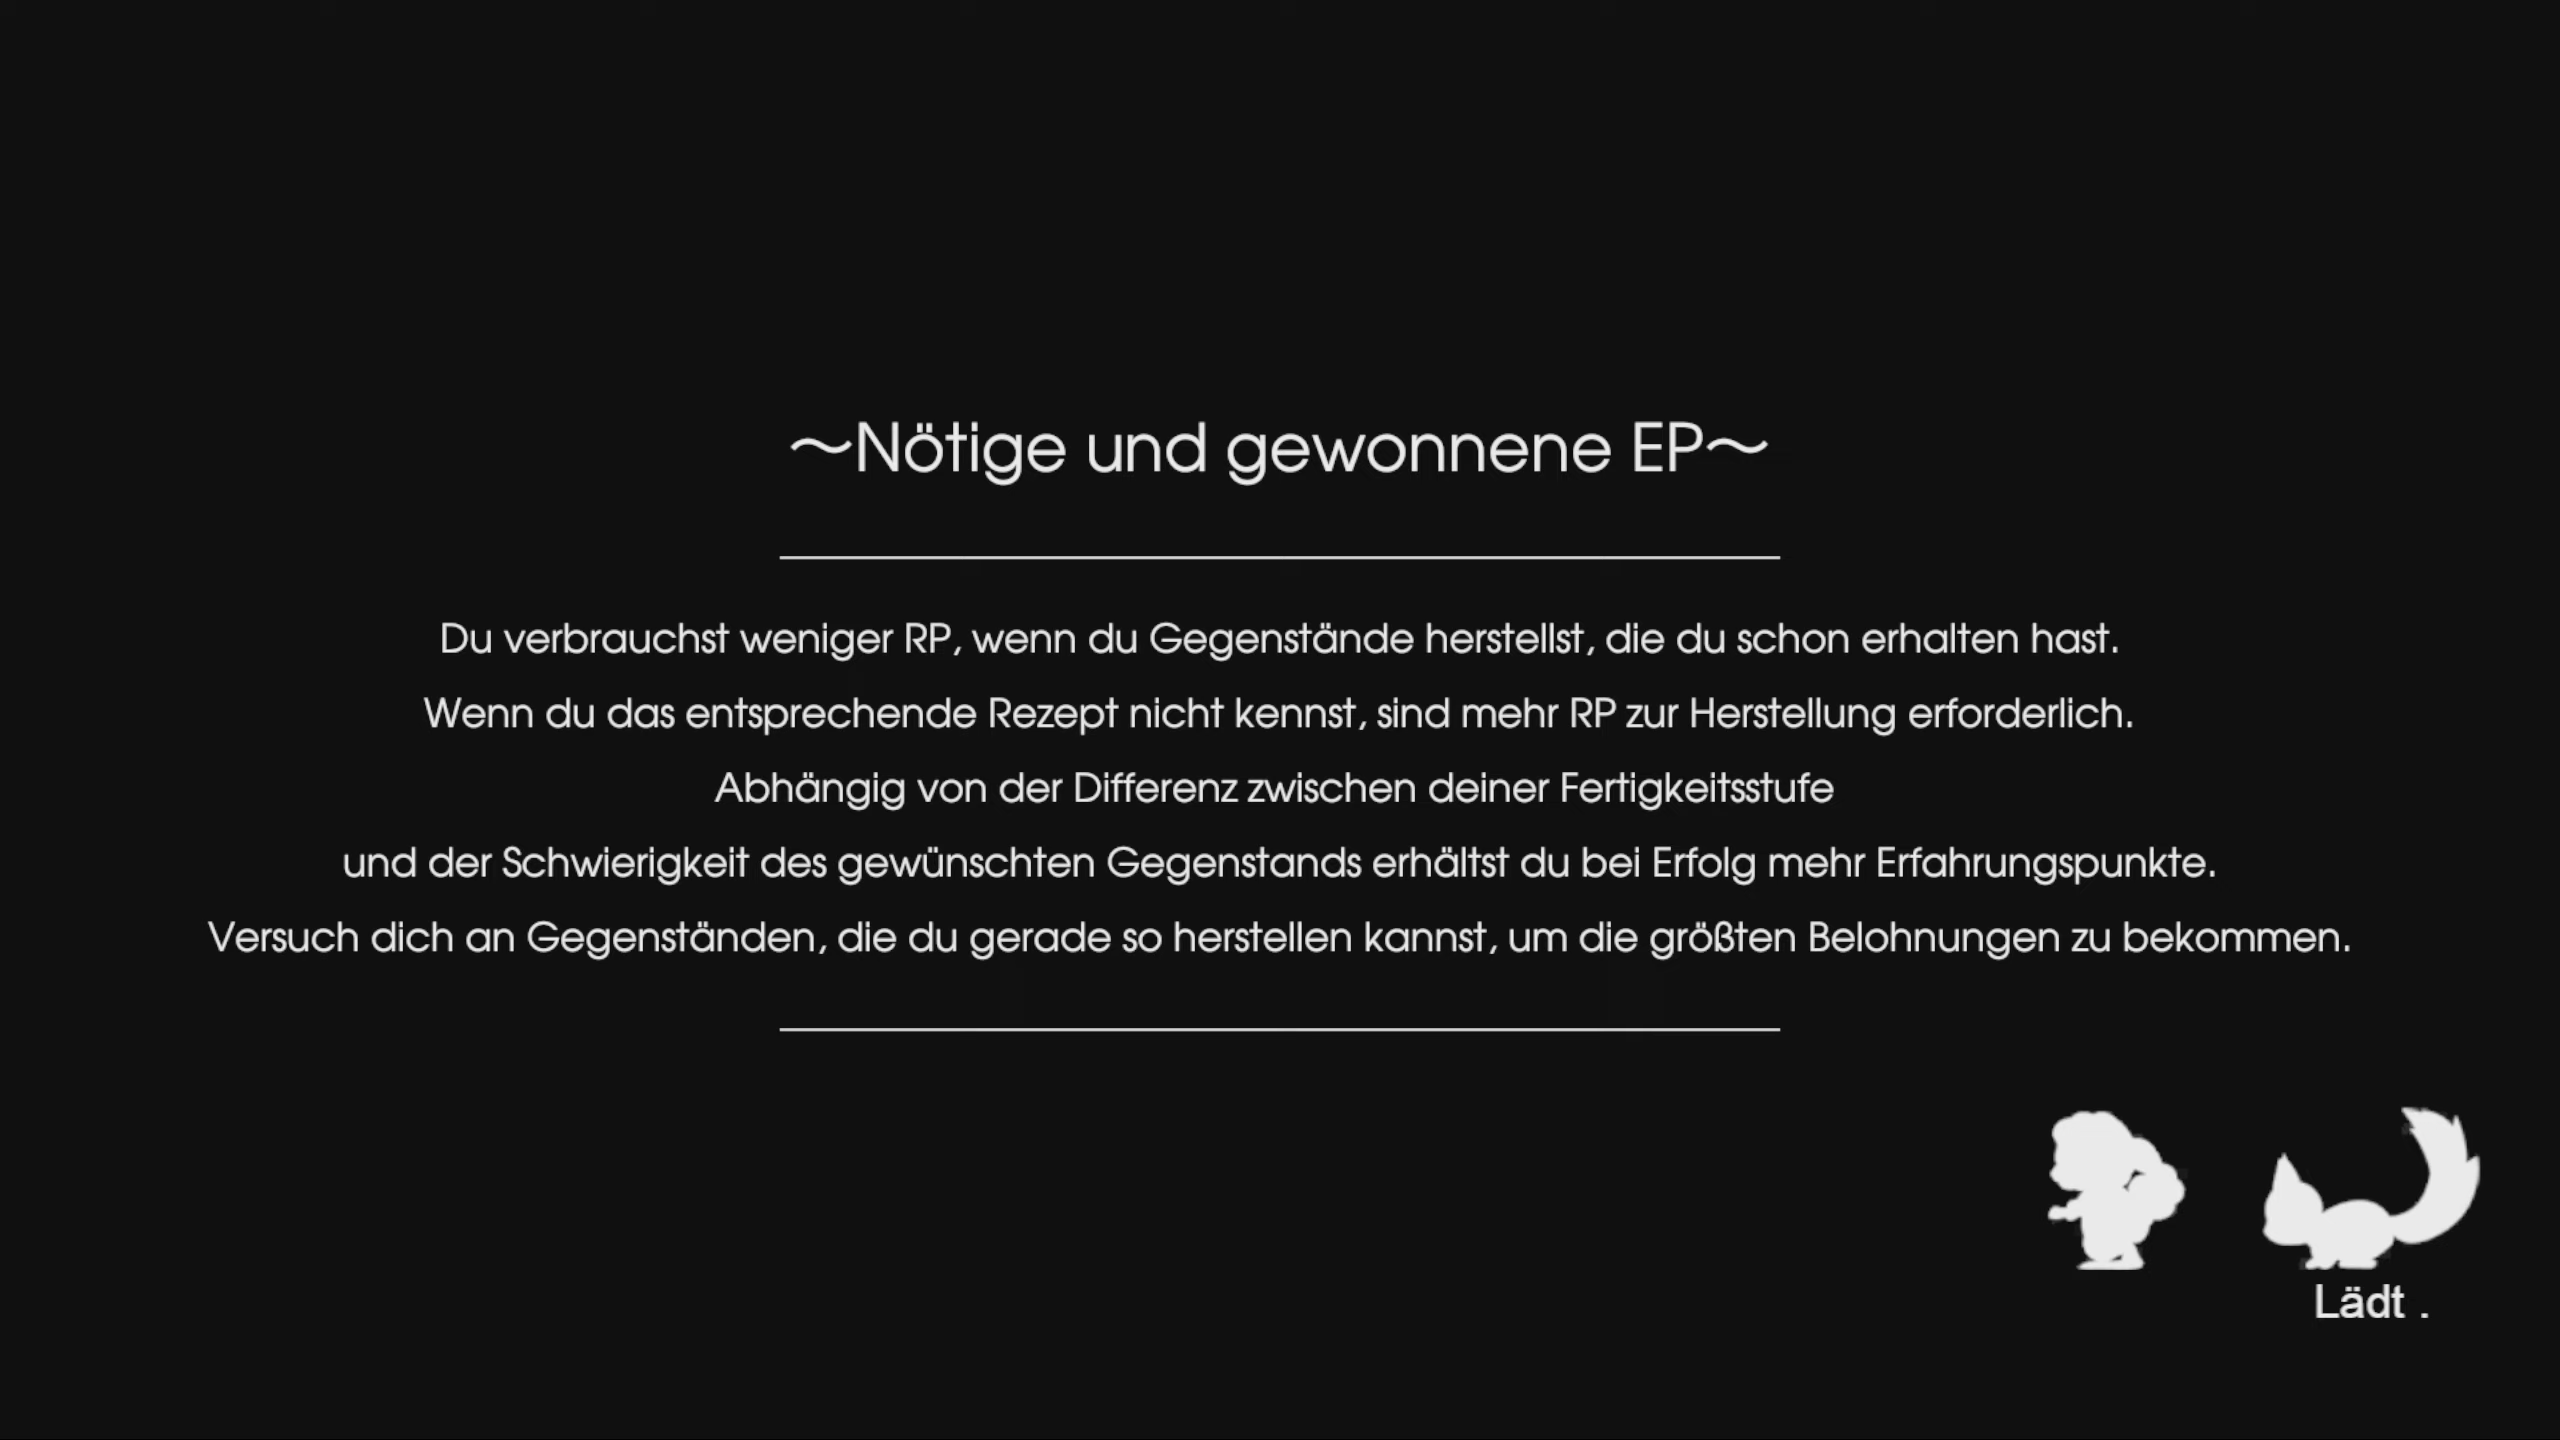 ～Nötige und gewonnene EP～
Du verbrauchst weniger RP, wenn du Gegenstände herstellst, die du schon erhalten hast.
Wenn du das entsprechende Rezept nicht kennst, sind mehr RP zur Herstellung erforderlich.
Abhängig von der Differenz zwischen deiner Fertigkeitsstufe
und der Schwierigkeit des gewünschten Gegenstands erhältst du bei Erfolg mehr Erfahrungspunkte.
Versuch dich an Gegenständen, die du gerade so herstellen kannst, um die größten Belohnungen zu bekommen.
Lädt .